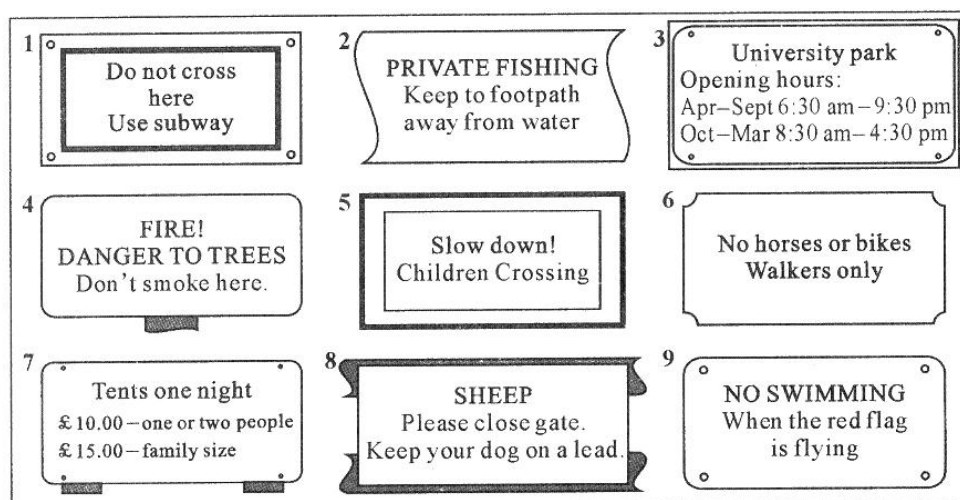 1
Do not cross
here
Use subway
2
PRIVATE FISHING
Keep to footpath
away from water
3
University park
Opening hours:
Apr–Sept 6:30 am–9:30 pm
Oct–Mar 8:30 am–4:30 pm
4
FIRE!
DANGER TO TREES
Don't smoke here.
5
Slow down!
Children Crossing
6
No horses or bikes
Walkers only
7
Tents one night
£10.00–one or two people
£15.00–family size
8
SHEEP
Please close gate.
Keep your dog on a lead.
9
NO SWIMMING
When the red flag
is flying